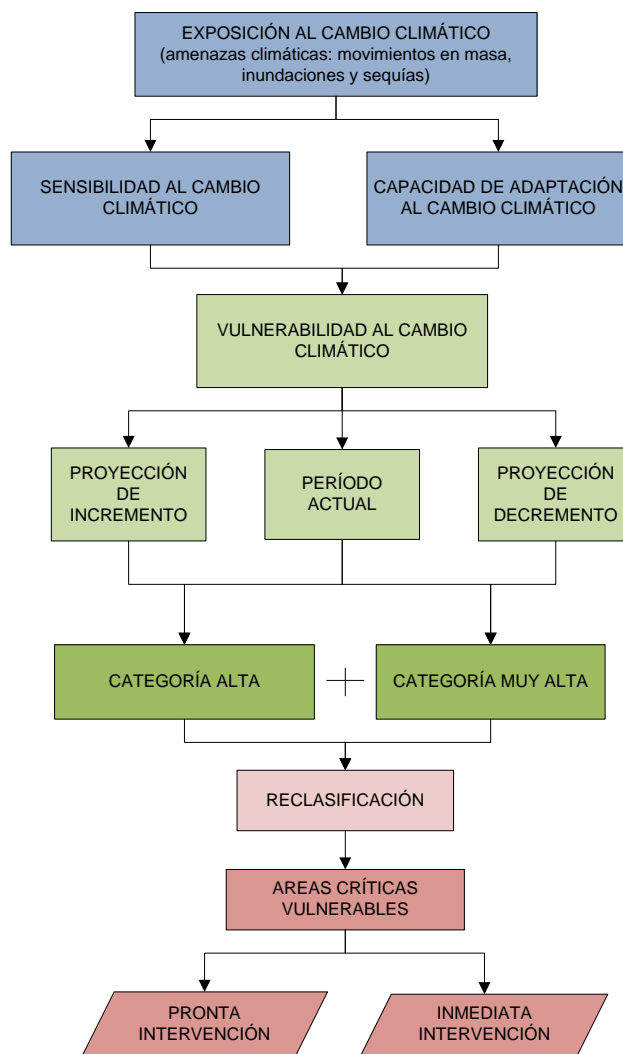 EXPOSICIÓN AL CAMBIO CLIMÁTICO
(amenazas climáticas: movimientos en masa,
inundaciones y sequías)
SENSIBILIDAD AL CAMBIO
CLIMÁTICO
CAPACIDAD DE ADAPTACIÓN
AL CAMBIO CLIMÁTICO
VULNERABILIDAD AL CAMBIO
CLIMÁTICO
PROYECCIÓN
DE
INCREMENTO
PERÍODO
ACTUAL
PROYECCIÓN
DE
DECREMENTO
CATEGORÍA ALTA
CATEGORÍA MUY ALTA
RECLASIFICACIÓN
AREAS CRÍTICAS
VULNERABLES
PRONTA
INTERVENCIÓN
INMEDIATA
INTERVENCIÓN